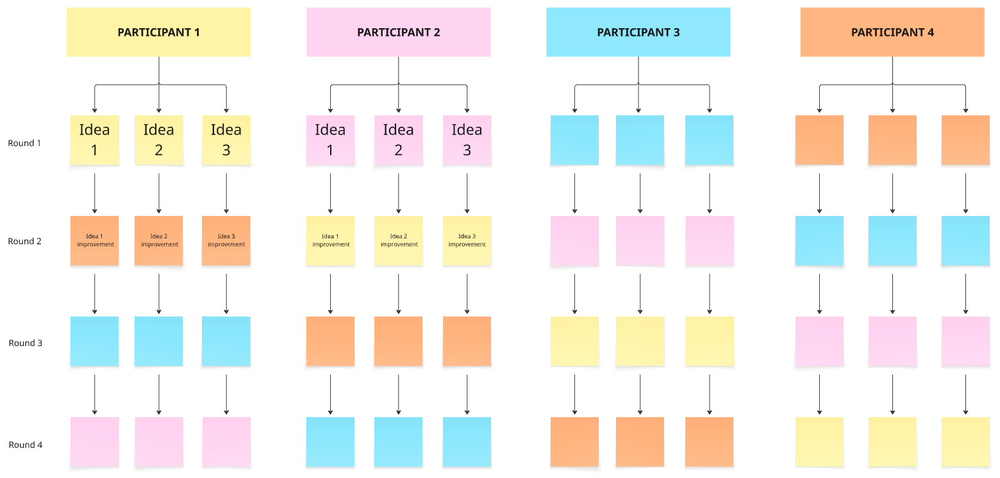 PARTICIPANT 1
PARTICIPANT 2
PARTICIPANT 3
PARTICIPANT 4
Round 1
Idea
1
Idea
2
Idea
3
Idea
1
Idea
2
Idea
3
Round 2
Idea 1
improvement
Idea 2
improvement
Idea 3
improvement
Idea 1
improvement
Idea 2
improvement
Idea 3
improvement
Round 3
Round 4